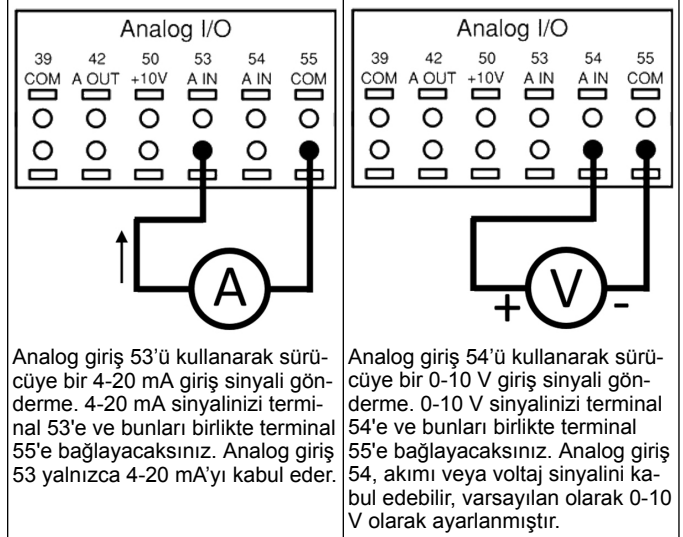 Analog I/O
39 42 50 53 54 55
COM A OUT +10V A IN A IN COM
A
Analog giriş 53’ü kullanarak sürü-
cüye bir 4-20 mA giriş sinyali gön-
derme. 4-20 mA sinyalinizi termi-
nal 53'e ve bunları birlikte terminal
55'e bağlayacaksınız. Analog giriş
53 yalnızca 4-20 mA’yı kabul eder.
Analog I/O
39 42 50 53 54 55
COM A OUT +10V A IN A IN COM
+ V -
Analog giriş 54’ü kullanarak sürü-
cüye bir 0-10 V giriş sinyali gön-
derme. 0-10 V sinyalinizi terminal
54'e ve bunları birlikte terminal
55'e bağlayacaksınız. Analog giriş
54, akımı veya voltaj sinyalini ka-
bul edebilir, varsayılan olarak 0-10
V olarak ayarlanmıştır.